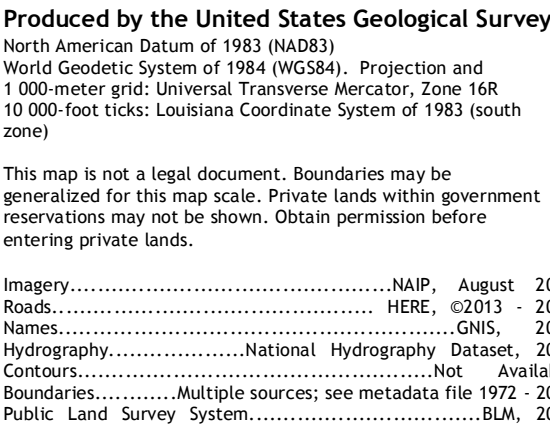 Produced by the United States Geological Survey
North American Datum of 1983 (NAD83)
World Geodetic System of 1984 (WGS84).  Projection and
1 000-meter grid: Universal Transverse Mercator, Zone 16R
10 000-foot ticks: Louisiana Coordinate System of 1983 (south
zone)
This map is not a legal document. Boundaries may be
generalized for this map scale. Private lands within government
reservations may not be shown. Obtain permission before
entering private lands.
Imagery................................................NAIP, August
Roads................................................ HERE, ©2013 -
Names............................................................GNIS,
Hydrography....................National Hydrography Dataset,
Contours.....................................................Not
Boundaries............Multiple sources; see metadata file 1972 -
Public Land Survey System...................................BLM,